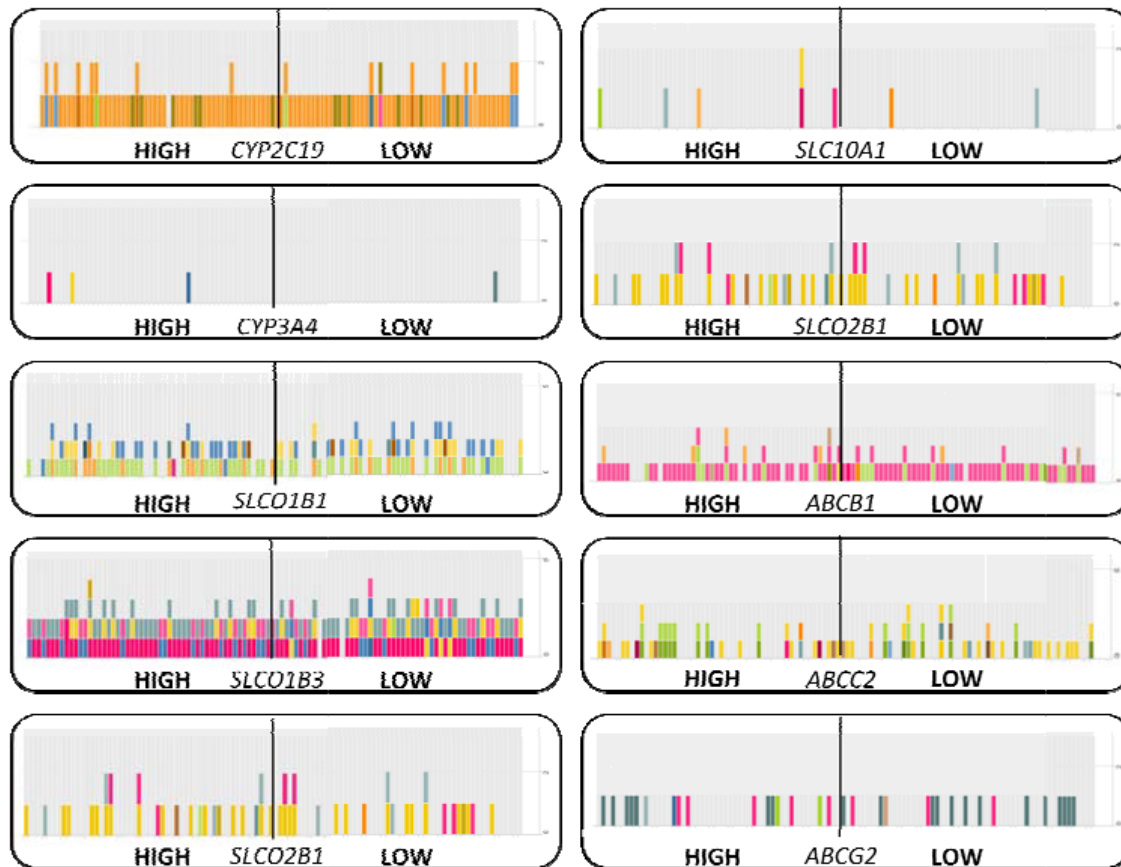 HIGH CYP2C19 LOW
HIGH SLC10A1 LOW
HIGH CYP3A4 LOW
HIGH SLCO2B1 LOW
HIGH SLCO1B1 LOW
HIGH ABCB1 LOW
HIGH SLCO1B3 LOW
HIGH ABCC2 LOW
HIGH SLCO2B1 LOW
HIGH ABCG2 LOW